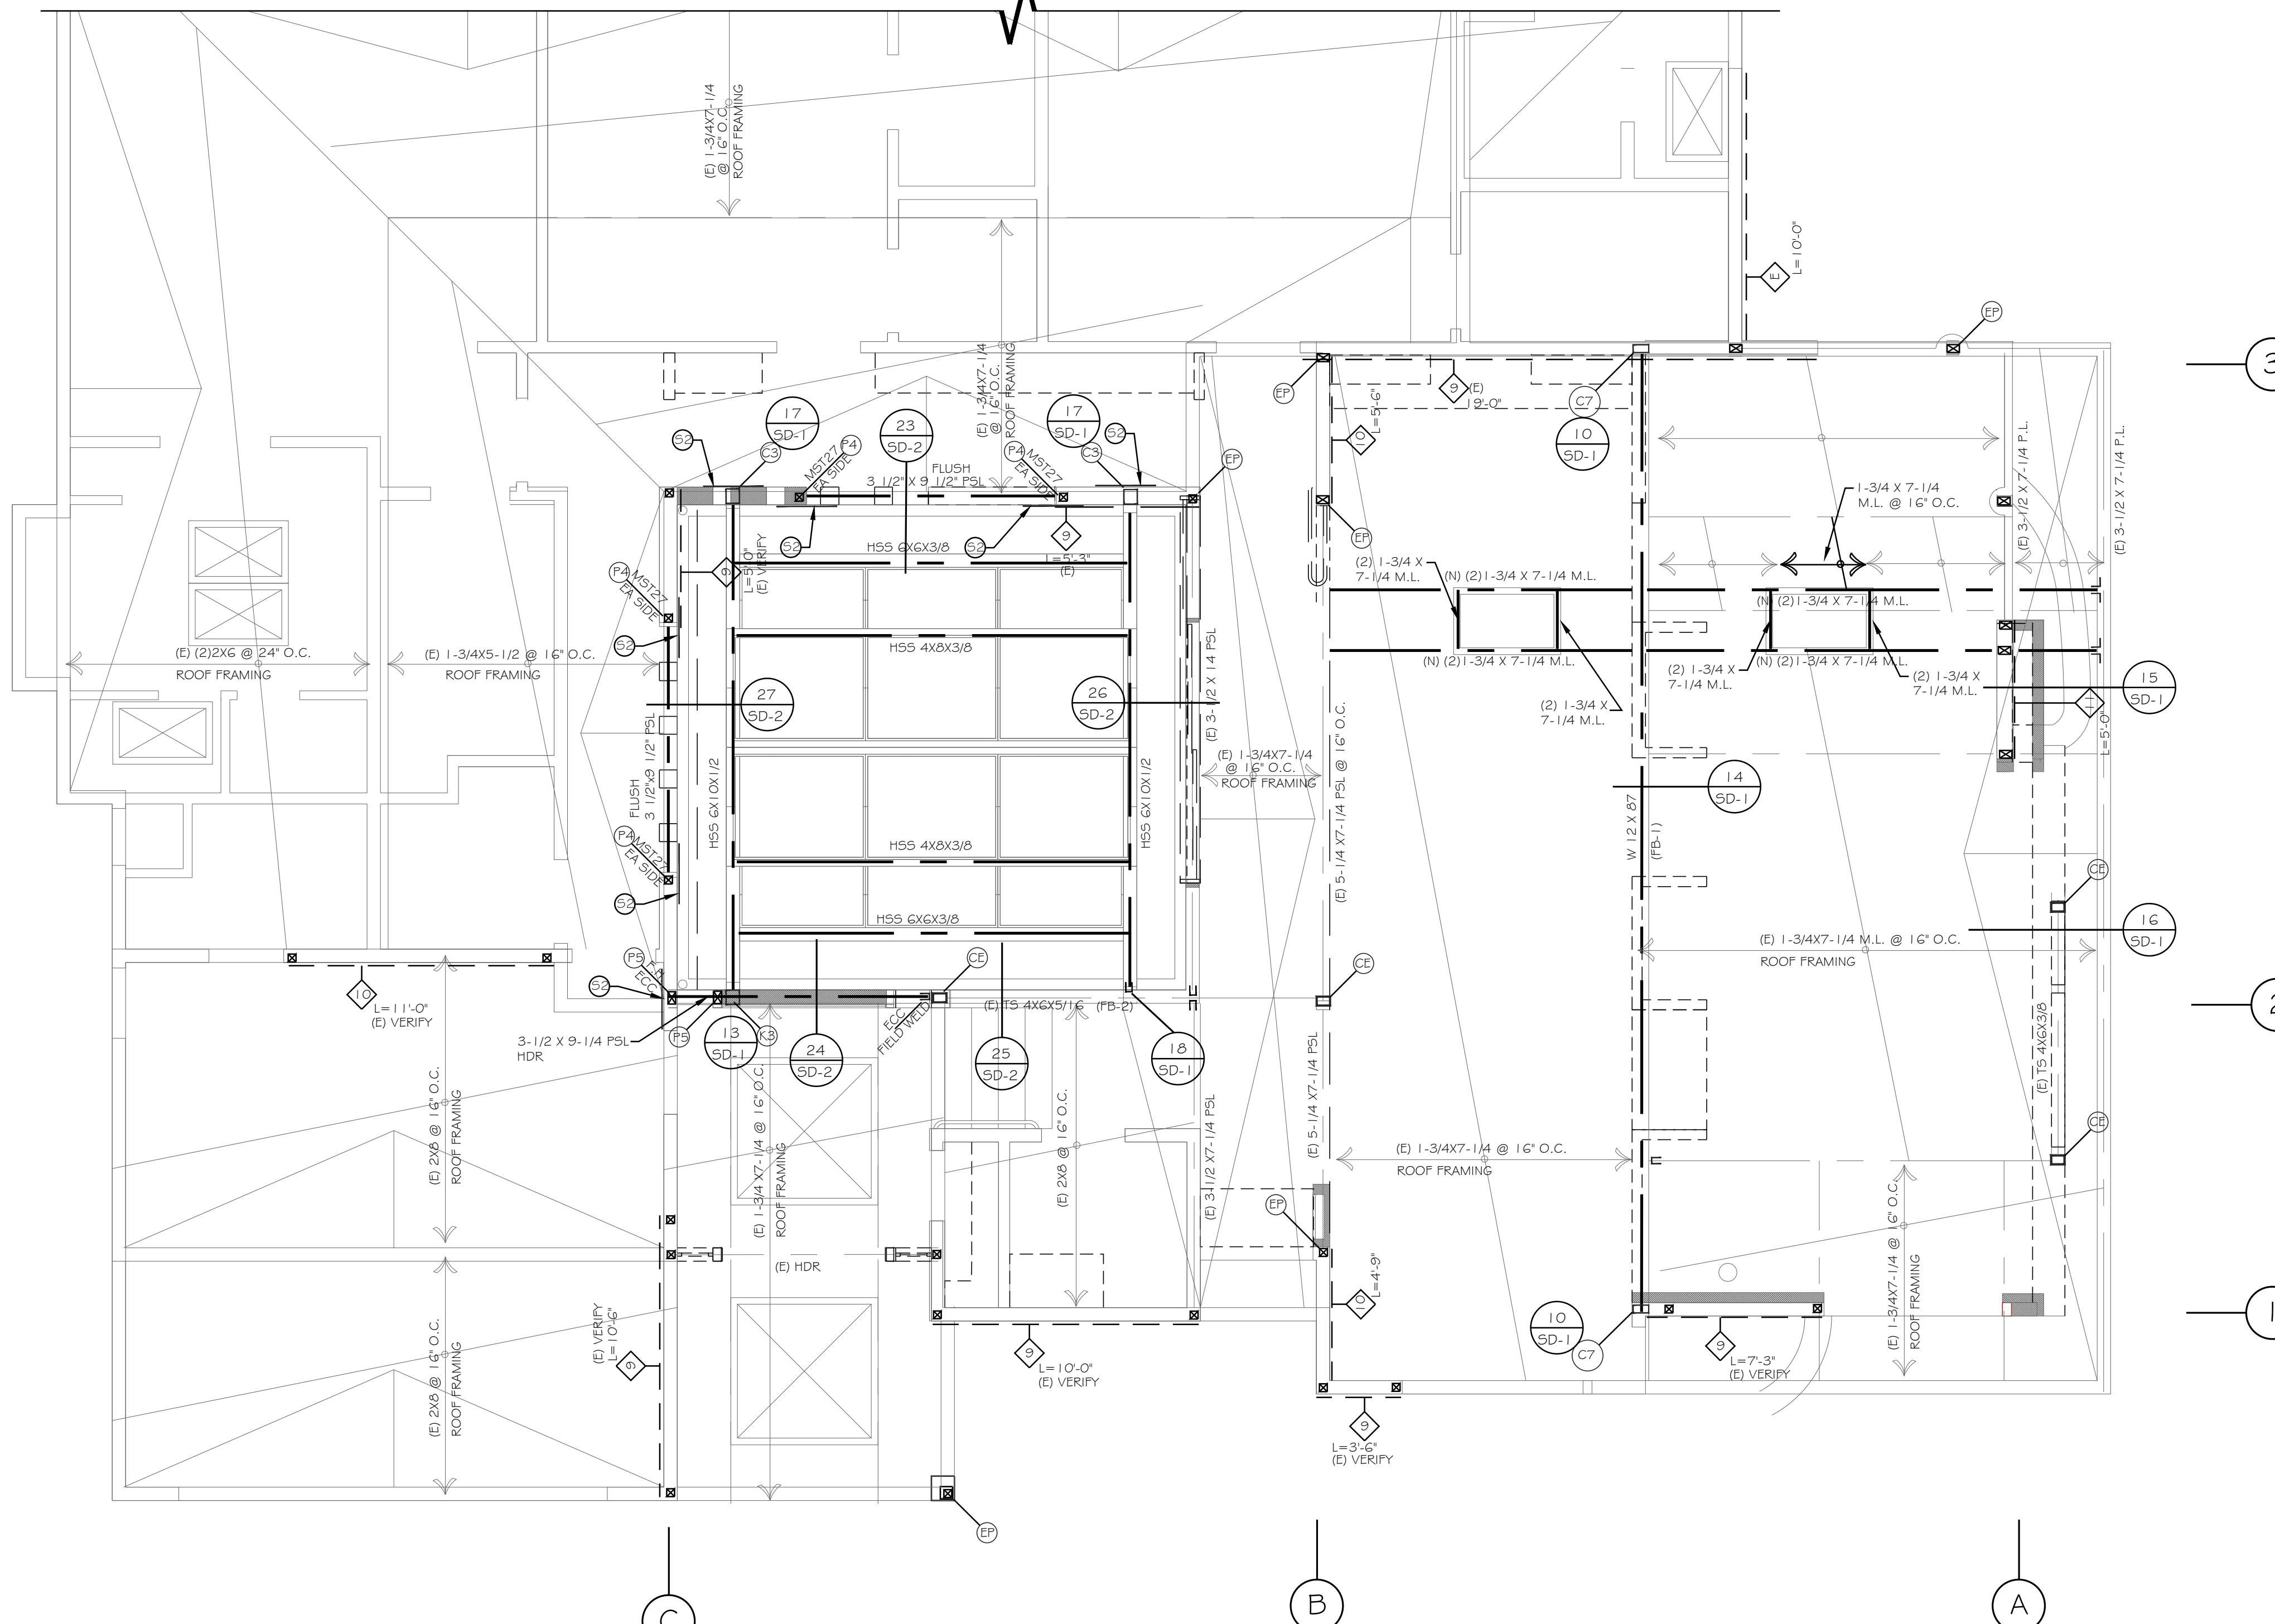 (E) 1-3/4X7-1/4
@ 16" O.C.
ROOF FRAMING
L=10'-0"
E
EP
3
(E) 1-3/4X7-1/4
@ 16" O.C.
ROOF FRAMING
EP
9
(E)
19'-0"
C7
10
SD-1
L=5'-6"
10
17
SD-1
23
SD-2
17
SD-1
S2
C3
MST27
EA SIDE
P4
FLUSH
3 1/2" X 9 1/2" PSL
P4
MST27
EA SIDE
C3
S2
EP
EP
(E) 3-1/2 X 7-1/4 P.L.
(E) 3-1/2 X 7-1/4 P.L.
1-3/4 X 7-1/4
M.L. @ 16" O.C.
S2
HSS 6X6X3/8
S2
9
L=5'-3"
(E)
9
L=5'-0"
(E) VERIFY
P4
MST27
EA SIDE
S2
(2) 1-3/4 X
7-1/4 M.L.
(N) (2)1-3/4 X 7-1/4 M.L.
(N) (2)1-3/4 X 7-1/4 M.L.
(N) (2)1-3/4 X 7-1/4 M.L.
(N) (2)1-3/4 X 7-1/4 M.L.
(2) 1-3/4 X
7-1/4 M.L.
(2) 1-3/4 X
7-1/4 M.L.
(2) 1-3/4 X
7-1/4 M.L.
15
SD-1
11
L=5'-0"
(E) (2)2X6 @ 24" O.C.
ROOF FRAMING
(E) 1-3/4X5-1/2 @ 16" O.C.
ROOF FRAMING
HSS 4X8X3/8
27
SD-2
26
SD-2
(E) 3-1/2 X 14 PSL
FLUSH
3 1/2"x9 1/2" PSL
HSS 6X10X1/2
HSS 6X10X1/2
(E) 1-3/4X7-1/4
@ 16" O.C.
ROOF FRAMING
(E) 5-1/4 X7-1/4 PSL @ 16" O.C.
W 12 X 87
(FB-1)
14
SD-1
P4
MST27
EA SIDE
S2
HSS 4X8X3/8
HSS 6X6X3/8
CE
16
SD-1
(E) 1-3/4X7-1/4 M.L. @ 16" O.C.
ROOF FRAMING
P5
ECC
S2
CE
CE
10
L=11'-0"
(E) VERIFY
3-1/2 X 9-1/4 PSL
HDR
P5
13
SD-1
K3
24
SD-2
ECC
FIELD WELD
(E) TS 4X6X5/16
(FB-2)
25
SD-2
18
SD-1
2
(E) TS 4X6X3/8
CE
(E) 2X8 @ 16" O.C.
ROOF FRAMING
(E) 1-3/4 X7-1/4 @ 16" O.C.
ROOF FRAMING
(E) 2X8 @ 16" O.C.
(E) 3-1/2 X7-1/4 PSL
(E) 5-1/4 X7-1/4 PSL
(E) 1-3/4X7-1/4 @ 16" O.C.
ROOF FRAMING
(E) 1-3/4X7-1/4 @ 16" O.C.
ROOF FRAMING
EP
(E) HDR
L=4'-9"
10
(E) 2X8 @ 16" O.C.
ROOF FRAMING
(E) VERIFY
L=10'-6"
9
9
L=10'-0"
(E) VERIFY
10
SD-1
C7
9
L=7'-3"
(E) VERIFY
1
9
L=3'-6"
(E) VERIFY
EP
C
B
A